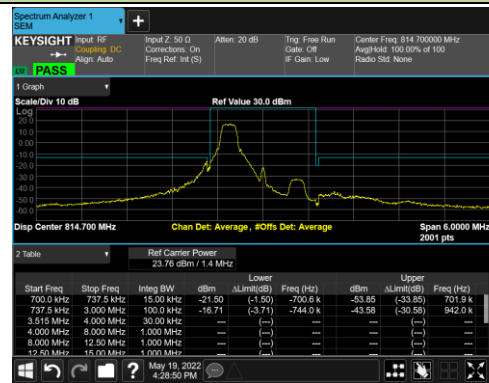 Spectrum Analyzer 1
SEM
+
KEYSIGHT Input: RF Input Z: 50 Ω Atten: 20 dB Trig: Free Run Center Freq: 814.700000 MHz
Coupling: DC Corrections: On Gate: Off Avg|Hold: 100.00% of 100
Align: Auto Freq Ref: Int (S) IF Gain: Low Radio Std: None
PASS
1 Graph
Scale/Div 10 dB Ref Value 30.0 dBm
Log
20.0
10.0
0.00
-10.0
-20.0
-30.0
-40.0
-50.0
-60.0
Disp Center 814.700 MHz Chan Det: Average , #Offs Det: Average Span 6.0000 MHz
2001 pts
2 Table Ref Carrier Power
23.76 dBm / 1.4 MHz
Lower Upper
Start Freq Stop Freq Integ BW dBm ΔLimit(dB) Freq (Hz) dBm ΔLimit(dB) Freq (Hz)
700.0 kHz 737.5 kHz 15.00 kHz -21.50 (-1.50) -700.6 k -53.85 (-33.85) 701.9 k
737.5 kHz 3.000 MHz 100.0 kHz -16.71 (-3.71) -744.0 k -43.58 (-30.58) 942.0 k
3.515 MHz 4.000 MHz 30.00 kHz --- (---) --- --- (---) ---
4.000 MHz 8.000 MHz 1.000 MHz --- (---) --- --- (---) ---
8.000 MHz 12.50 MHz 1.000 MHz --- (---) --- --- (---) ---
12.50 MHz 15.00 MHz 1.000 MHz --- (---) --- --- (---) ---
? May 19, 2022
4:28:50 PM